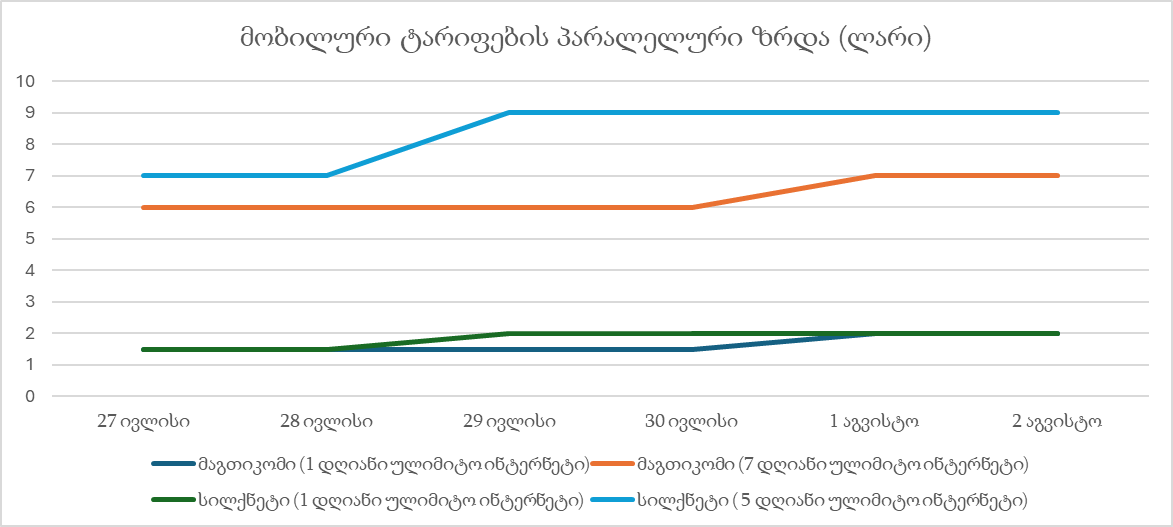 მობილური ტარიფების პარალელური ზრდა (ლარი)
10
9
8
7
6
5
4
3
2
1
0
27 ივლისი 28 ივლისი 29 ივლისი 30 ივლისი 1 აგვისტო 2 აგვისტო
მაგთიკომი (1 დღიანი ულიმიტო ინტერნეტი) მაგთიკომი (7 დღიანი ულიმიტო ინტერნეტი)
სილქნეტი (1 დღიანი ულიმიტო ინტერნეტი) სილქნეტი ( 5 დღიანი ულიმიტო ინტერნეტი)